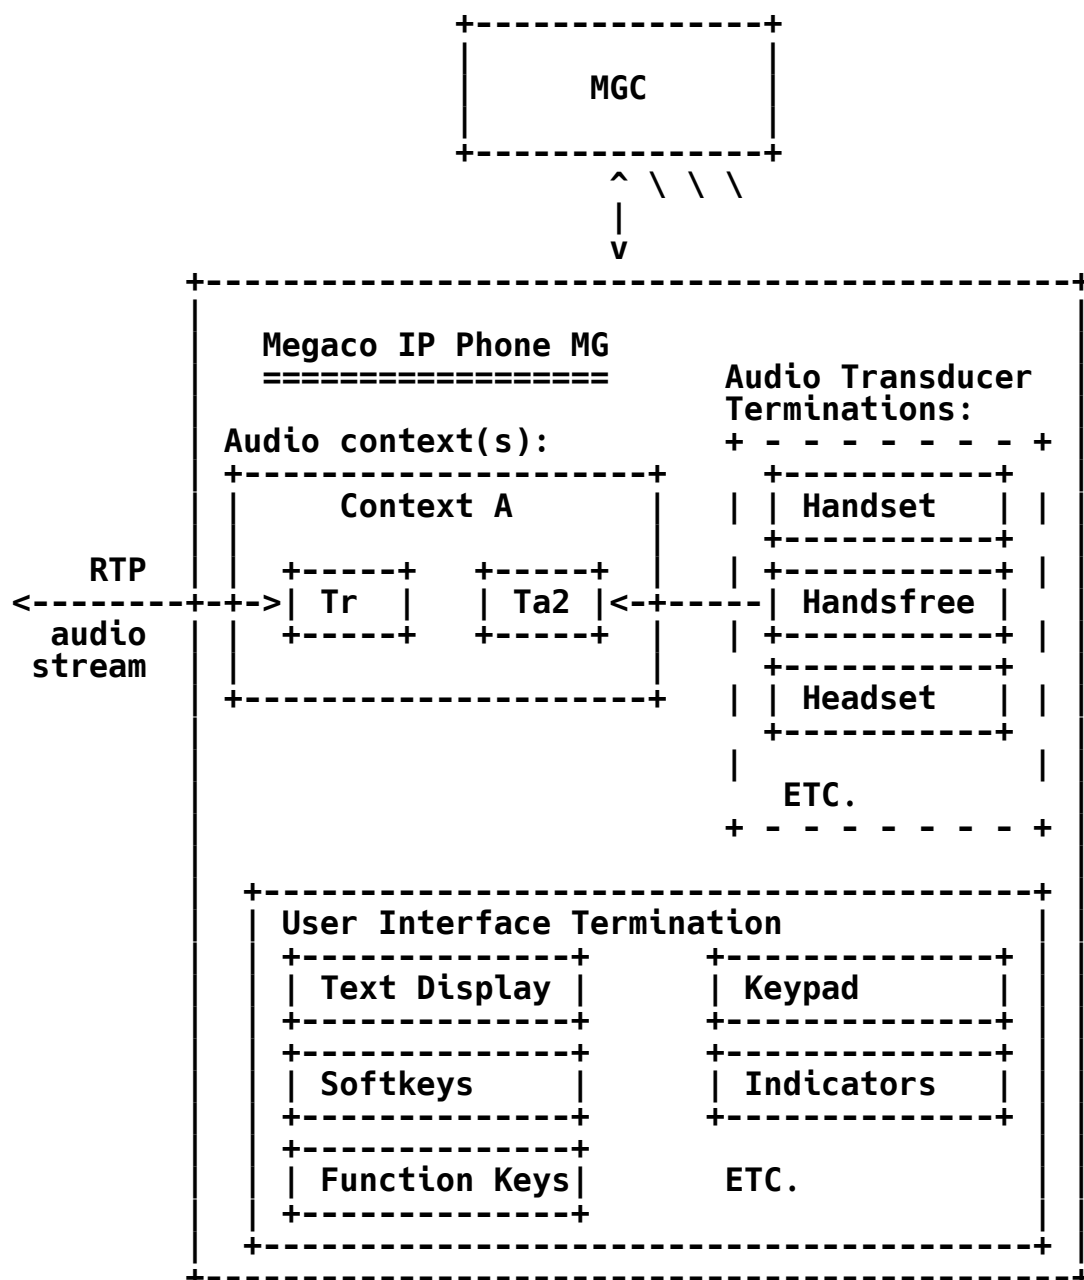 MGC
Megaco IP Phone MG
Audio Transducer
Terminations:
Audio context(s):
Context A
Handset
RTP
Tr
Ta2
Handsfree
audio
stream
Headset
ETC.
User Interface Termination
Text Display
Keypad
Softkeys
Indicators
Function Keys
ETC.